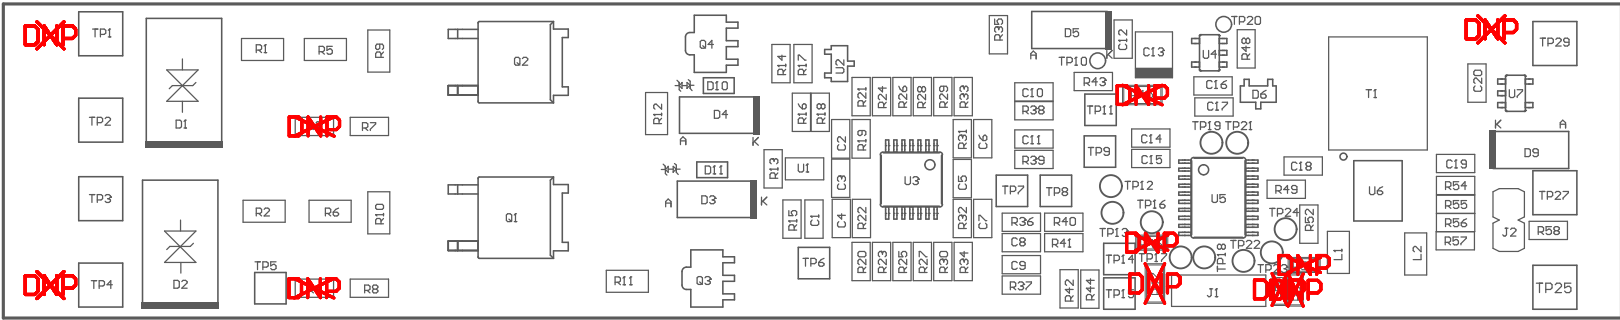 DNP TP1 R1 R5 R9 Q2 Q4 R14 R17 U2 R35 D5 A K C12 C13 TP20 U4 R48 DNP TP29
D10 TP10 R43 C16 D6 T1 C20 U7
TP2 D1 DNP R7 R12 D4 A K R16 R18 R21 R24 R26 R28 R29 R33 C10 R38 TP11 DNP C17 K A
C2 R19 R31 C6 C11 R39 TP9 C14 C15 TP19 TP21 D9
D11 R13 U1 U3 C18 C19
TP3 R2 R6 R10 Q1 D3 A K C3 C5 TP7 TP8 TP12 U5 R49 U6 R54 TP27
R15 C1 C4 R22 R32 C7 R36 R40 TP16 TP24 R52 R55 R56 J2 R58
TP13 DNP C8 R41 R57
TP5 D2 TP6 R20 R23 R25 R27 R30 R34 C9 TP14 TP17 TP18 TP22 TP23 DNP L1 L2
DNP TP4 DNP R8 R11 Q3 R37 R42 R44 TP15 DNP J1 DNP DNP TP25